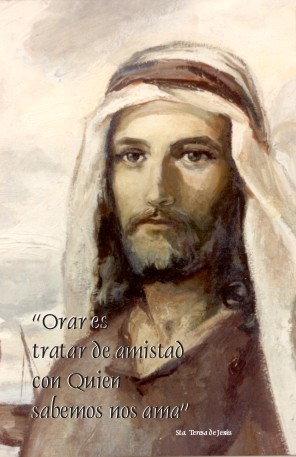 “Orar es
tratar de amistad
con Quien
sabemos nos ama”
Sta. Teresa de Jesús